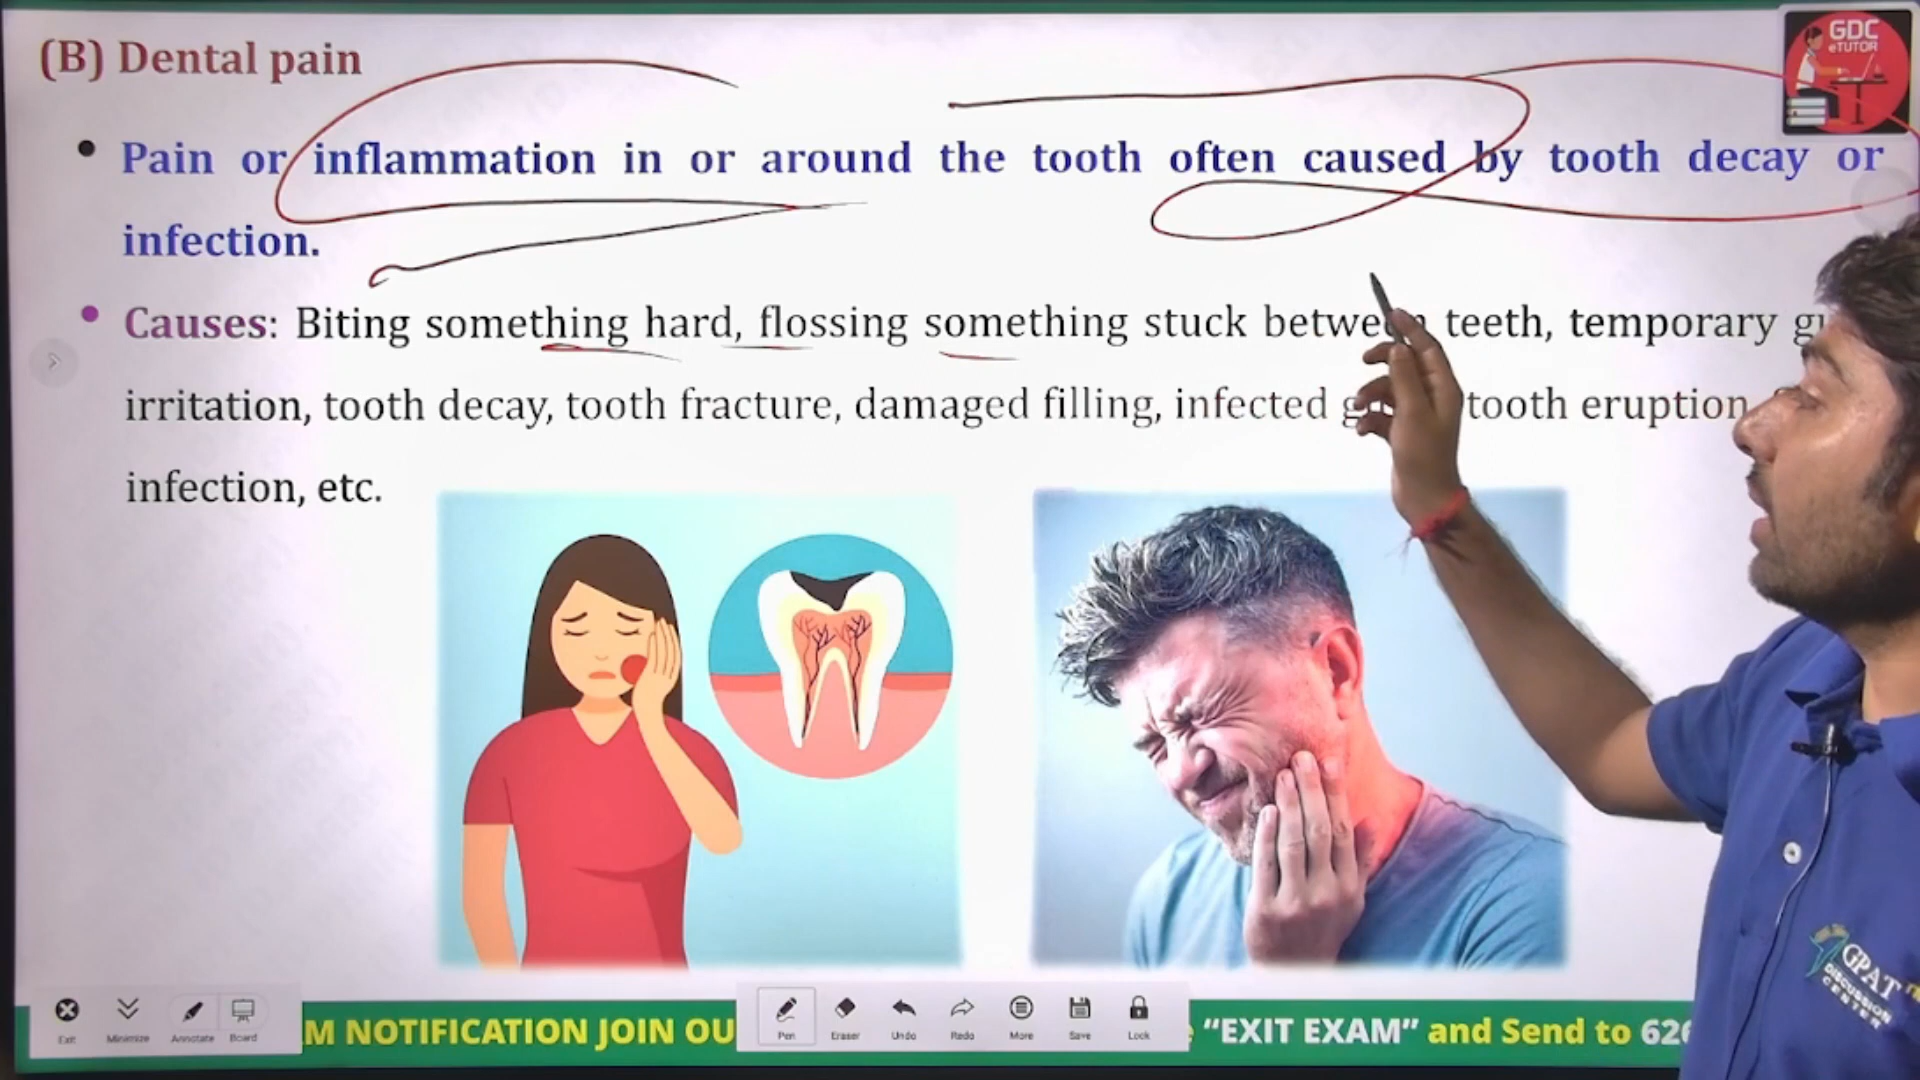 (B) Dental pain
GDC
eTUTOR
• Pain or inflammation in or around the tooth often caused by tooth decay or
infection.
• Causes: Biting something hard, flossing something stuck between teeth, temporary
irritation, tooth decay, tooth fracture, damaged filling, infected tooth eruption
infection, etc.
GPAT
DISCUSSION
CENTER
Exit Minimize Annotate Board
M NOTIFICATION JOIN OU
Pen Eraser Undo Redo More Save Lock
"EXIT EXAM" and Send to 626